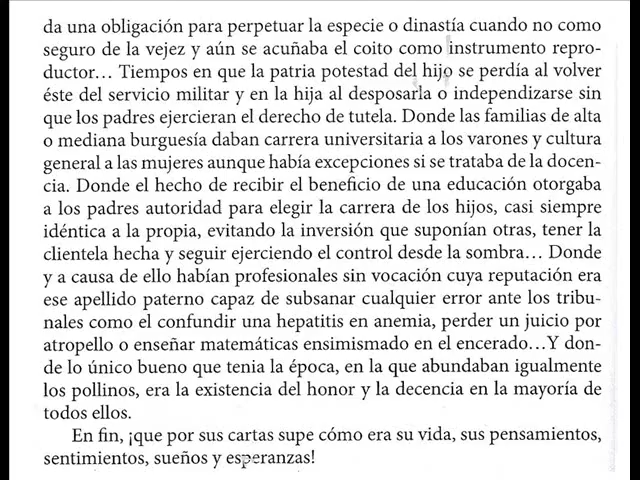 da una obligación para perpetuar la especie o dinastía cuando no como
seguro de la vejez y aún se acuñaba el coito como instrumento repro-
ductor… Tiempos en que la patria potestad del hijo se perdía al volver
éste del servicio militar y en la hija al desposarla o independizarse sin
que los padres ejercieran el derecho de tutela. Donde las familias de alta
o mediana burguesía daban carrera universitaria a los varones y cultura
general a las mujeres aunque había excepciones si se trataba de la docen-
cia. Donde el hecho de recibir el beneficio de una educación otorgaba
a los padres autoridad para elegir la carrera de los hijos, casi siempre
idéntica a la propia, evitando la inversión que suponían otras, tener la
clientela hecha y seguir ejerciendo el control desde la sombra… Donde
y a causa de ello habían profesionales sin vocación cuya reputación era
ese apellido paterno capaz de subsanar cualquier error ante los tribu-
nales como el confundir una hepatitis en anemia, perder un juicio por
atropello o enseñar matemáticas ensimismado en el encerado…Y don-
de lo único bueno que tenia la época, en la que abundaban igualmente
los pollinos, era la existencia del honor y la decencia en la mayoría de
todos ellos.
En fin, ¡que por sus cartas supe cómo era su vida, sus pensamientos,
sentimientos, sueños y esperanzas!